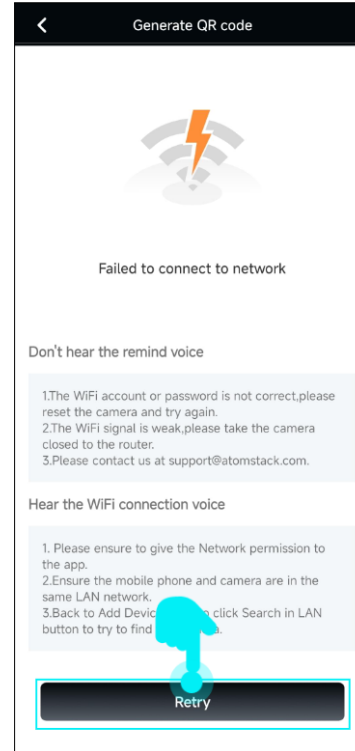 Generate QR code
Failed to connect to network
Don't hear the remind voice
1.The WiFi account or password is not correct,please
reset the camera and try again.
2.The WiFi signal is weak,please take the camera
closed to the router.
3.Please contact us at support@atomstack.com.
Hear the WiFi connection voice
1. Please ensure to give the Network permission to
the app.
2.Ensure the mobile phone and camera are in the
same LAN network.
3.Back to Add click Search in LAN
button to try to find
Retry